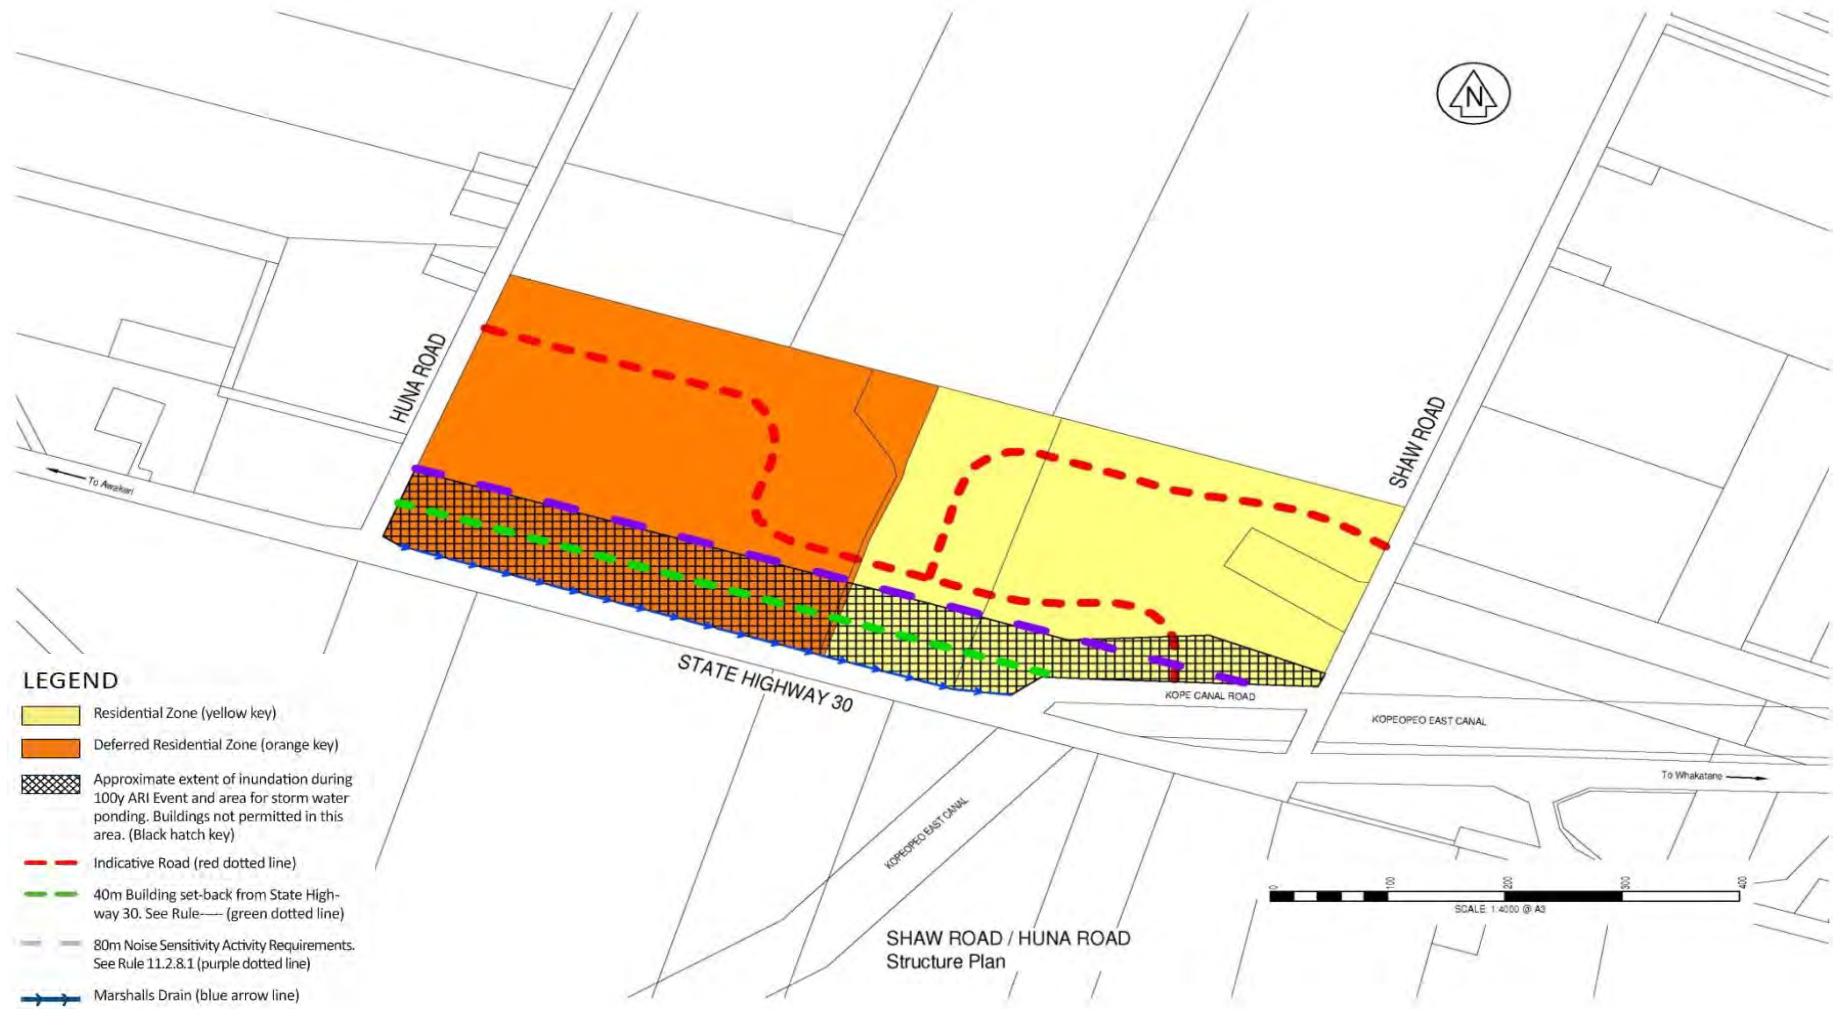 N
HUNA ROAD
SHAW ROAD
To Awakeri
STATE HIGHWAY 30
KOPE CANAL ROAD
KOPEOPEO EAST CANAL
To Whakatane
KOPEOPEO EAST CANAL
LEGEND
Residential Zone (yellow key)
Deferred Residential Zone (orange key)
Approximate extent of inundation during
100y ARI Event and area for storm water
ponding. Buildings not permitted in this
area. (Black hatch key)
Indicative Road (red dotted line)
40m Building set-back from State High-
way 30. See Rule---- (green dotted line)
80m Noise Sensitivity Activity Requirements.
See Rule 11.2.8.1 (purple dotted line)
Marshalls Drain (blue arrow line)
0 100 200 300 400
SCALE: 1:4000 @ A3
SHAW ROAD / HUNA ROAD
Structure Plan